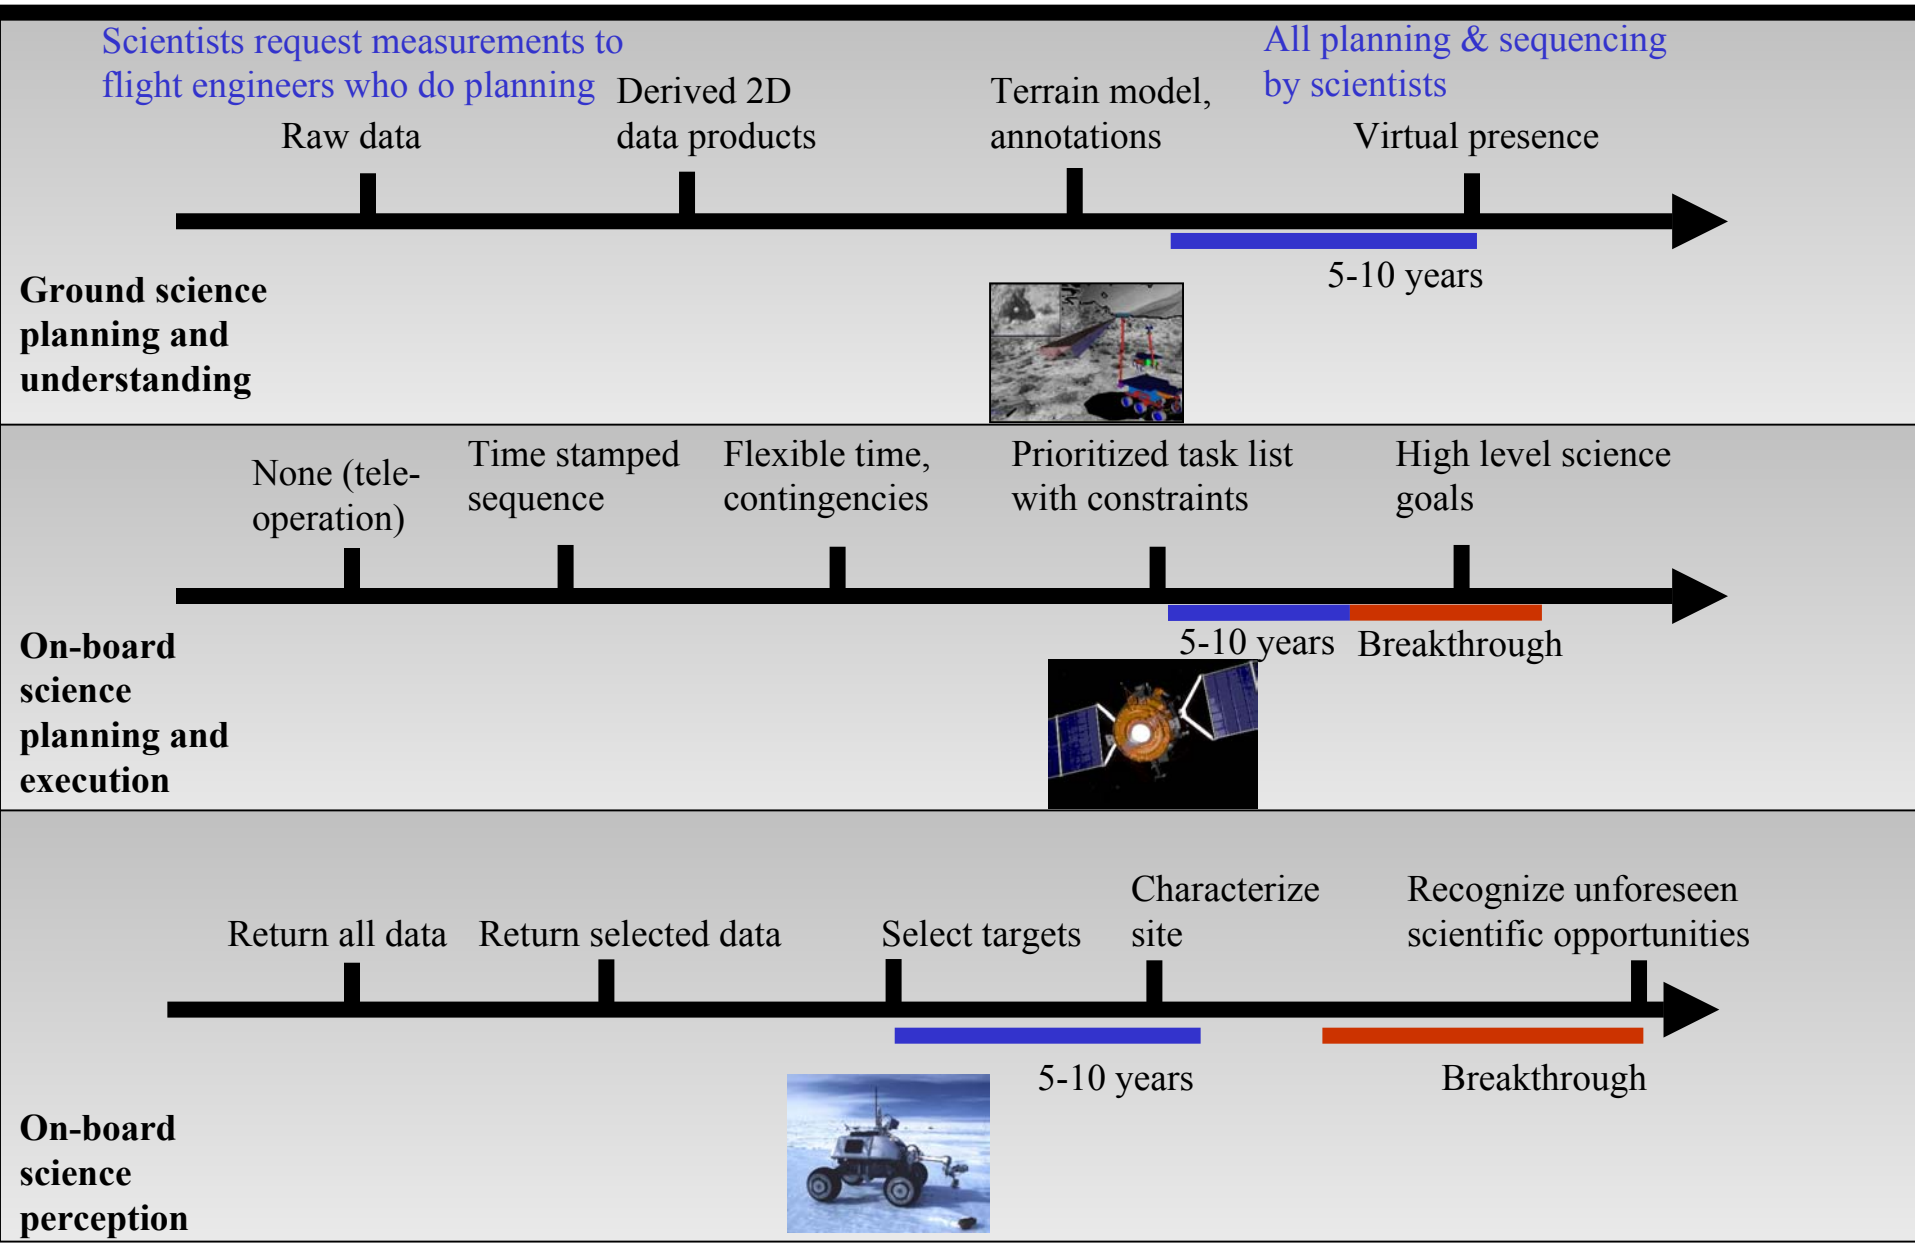 Scientists request measurements to
flight engineers who do planning
All planning & sequencing
by scientists
Raw data
Derived 2D
data products
Terrain model,
annotations
Virtual presence
5-10 years
Ground science
planning and
understanding
None (tele-
operation)
Time stamped
sequence
Flexible time,
contingencies
Prioritized task list
with constraints
High level science
goals
5-10 years
Breakthrough
On-board
science
planning and
execution
Return all data
Return selected data
Select targets
Characterize
site
Recognize unforeseen
scientific opportunities
5-10 years
Breakthrough
On-board
science
perception